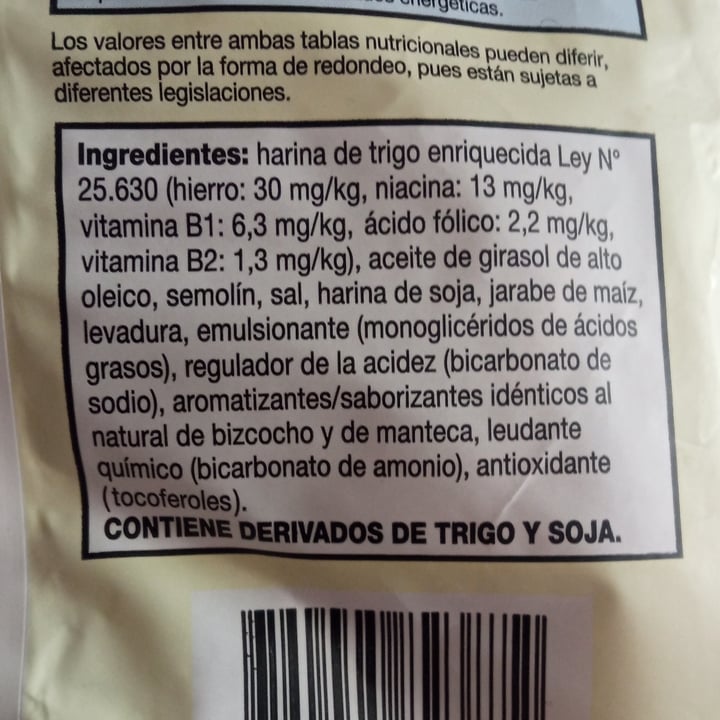 energéticas.
Los valores entre ambas tablas nutricionales pueden diferir,
afectados por la forma de redondeo, pues están sujetas a
diferentes legislaciones.
Ingredientes: harina de trigo enriquecida Ley N°
25.630 (hierro: 30 mg/kg, niacina: 13 mg/kg,
vitamina B1: 6,3 mg/kg, ácido fólico: 2,2 mg/kg,
vitamina B2: 1,3 mg/kg), aceite de girasol de alto
oleico, semolín, sal, harina de soja, jarabe de maíz,
levadura, emulsionante (monoglicéridos de ácidos
grasos), regulador de la acidez (bicarbonato de
sodio), aromatizantes/saborizantes idénticos al
natural de bizcocho y de manteca, leudante
químico (bicarbonato de amonio), antioxidante
(tocoferoles).
CONTIENE DERIVADOS DE TRIGO Y SOJA.